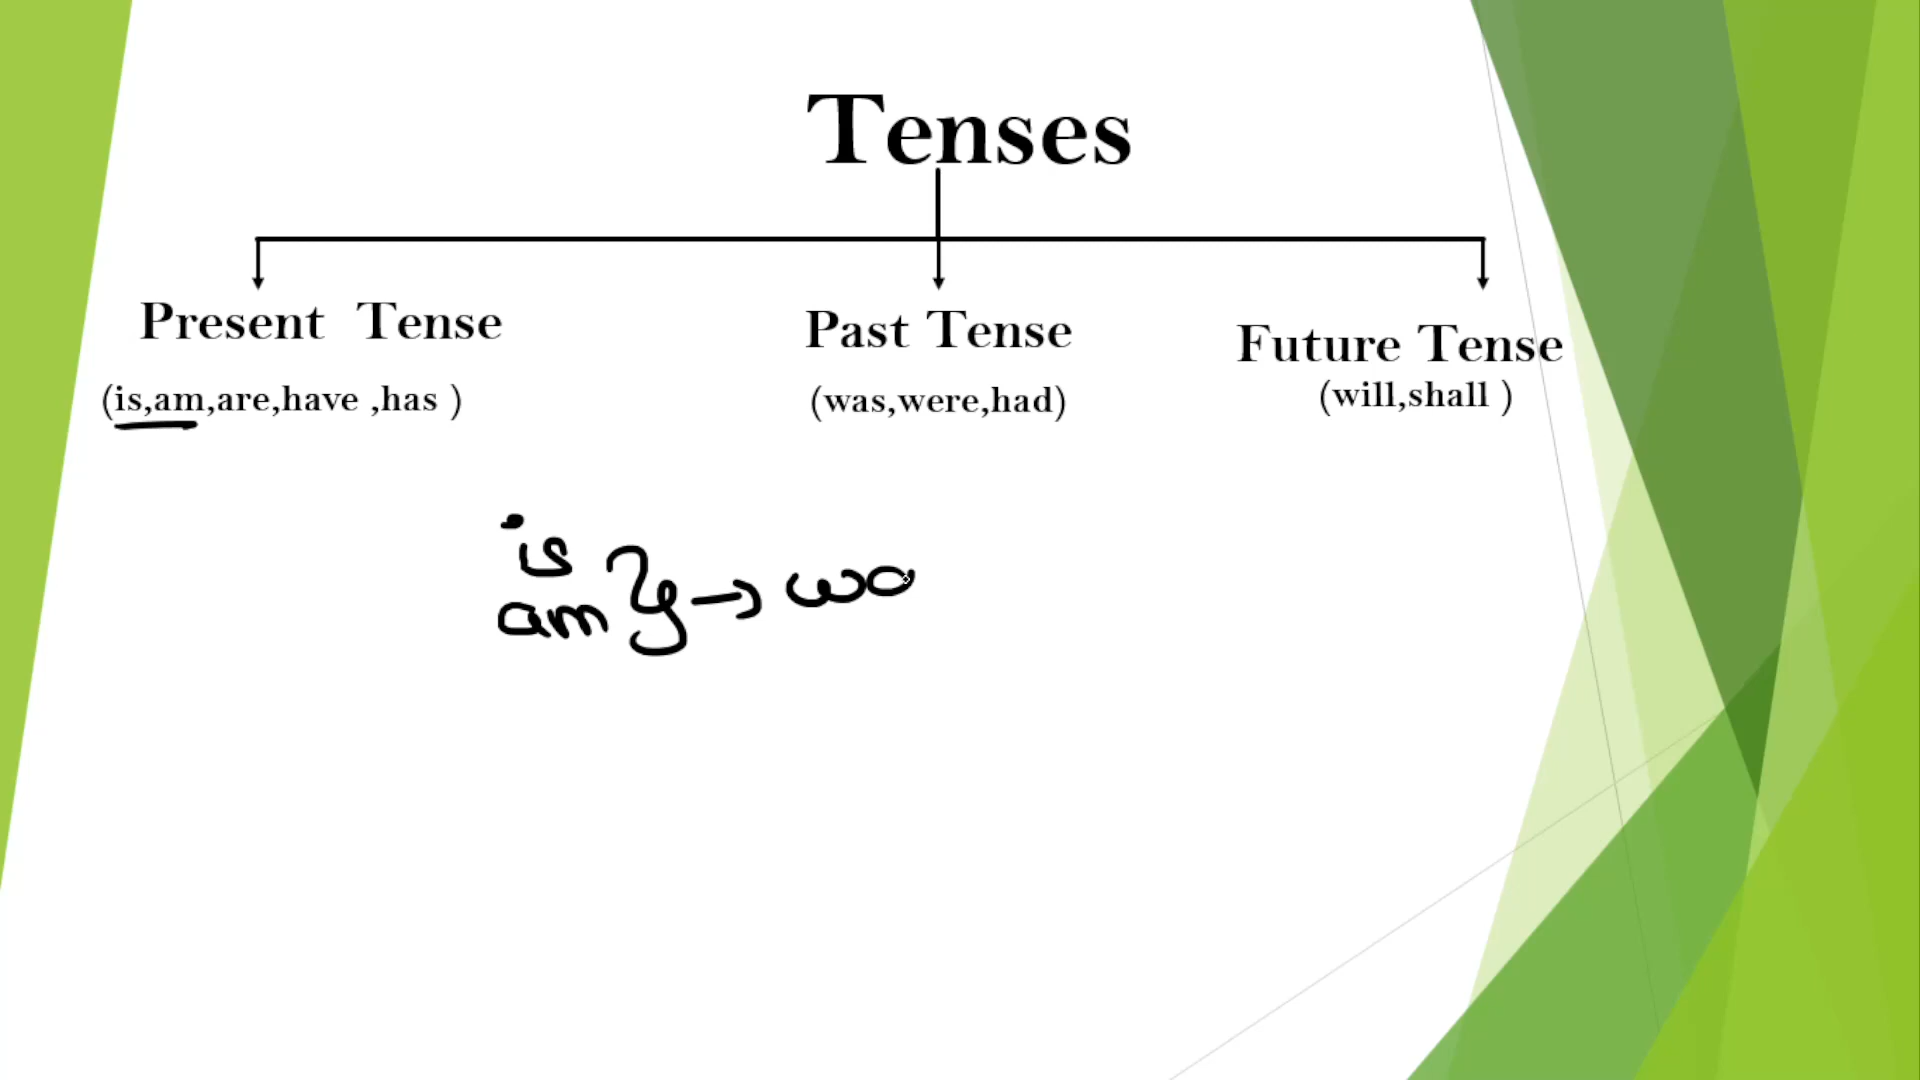 Tenses
Present Tense
Past Tense
Future Tense
(is,am,are,have ,has )
(was,were,had)
(will,shall )
is
am } → wa